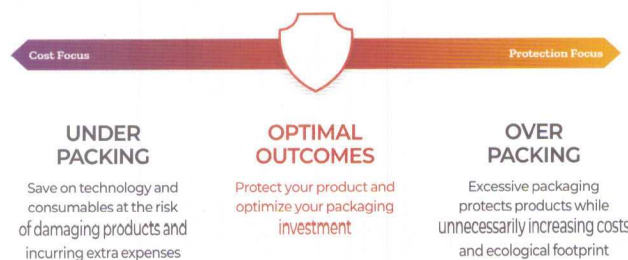 Cost Focus
Protection Focus
UNDER
PACKING
Save on technology and
consumables at the risk
of damaging products and
incurring extra expenses
OPTIMAL
OUTCOMES
Protect your product and
optimize your packaging
investment
OVER
PACKING
Excessive packaging
protects products while
unnecessarily increasing costs
and ecological footprint